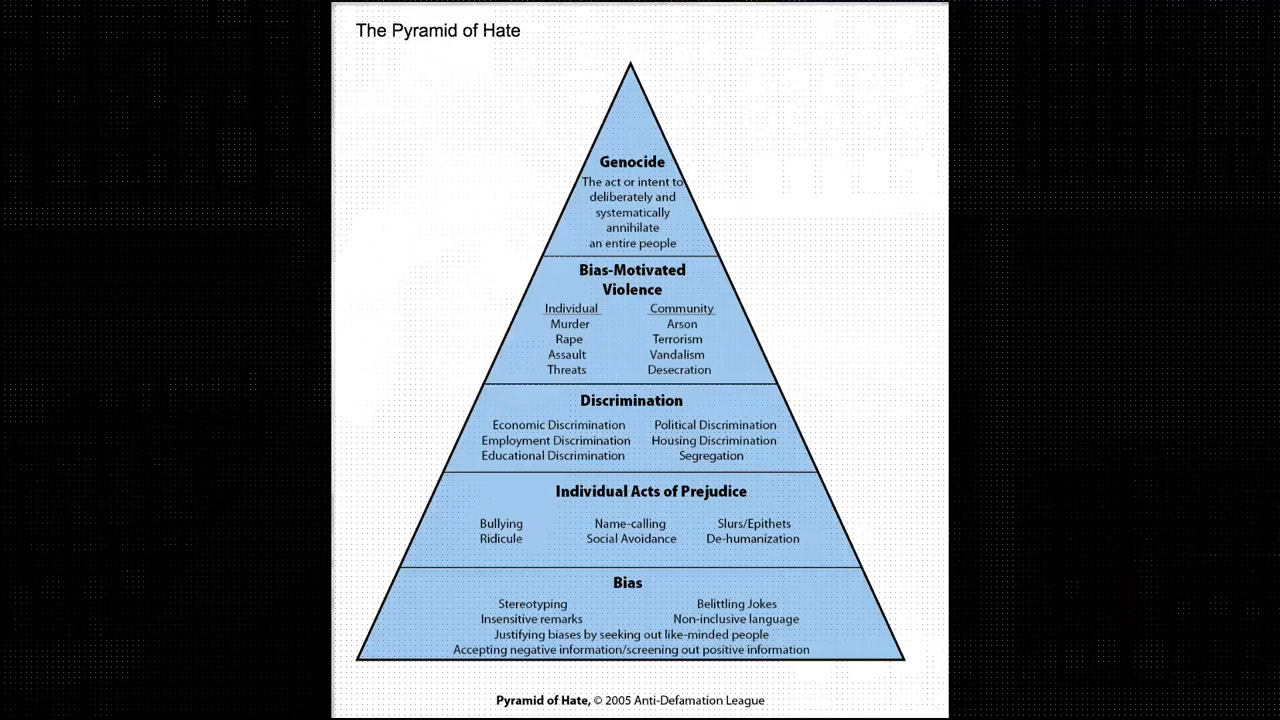 The Pyramid of Hate
Genocide
The act or intent to
deliberately and
systematically
annihilate
an entire people
Bias-Motivated
Violence
Individual Community
Murder Arson
Rape Terrorism
Assault Vandalism
Threats Desecration
Discrimination
Economic Discrimination Political Discrimination
Employment Discrimination Housing Discrimination
Educational Discrimination Segregation
Individual Acts of Prejudice
Bullying Name-calling Slurs/Epithets
Ridicule Social Avoidance De-humanization
Bias
Stereotyping Belittling Jokes
Insensitive remarks Non-inclusive language
Justifying biases by seeking out like-minded people
Accepting negative information/screening out positive information
Pyramid of Hate, © 2005 Anti-Defamation League